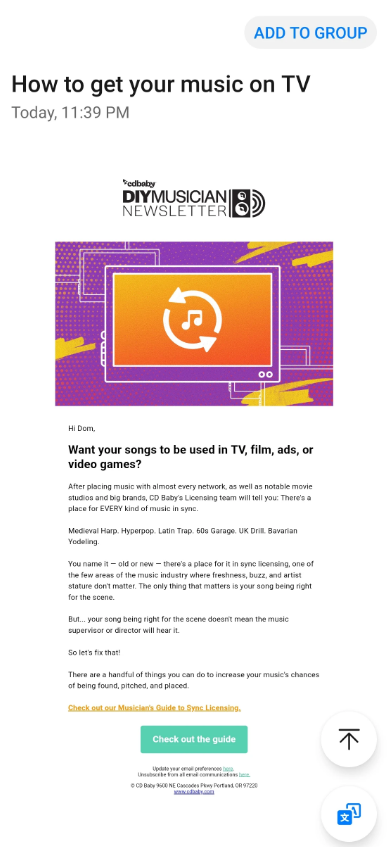 ADD TO GROUP
How to get your music on TV
Today, 11:39 PM
cdbaby
DIYMUSICIAN
NEWSLETTER
Hi Dom,
Want your songs to be used in TV, film, ads, or
video games?
After placing music with almost every network, as well as notable movie
studios and big brands, CD Baby's Licensing team will tell you: There's a
place for EVERY kind of music in sync.
Medieval Harp. Hyperpop. Latin Trap. 60s Garage. UK Drill. Bavarian
Yodeling.
You name it — old or new — there's a place for it in sync licensing, one of
the few areas of the music industry where freshness, buzz, and artist
stature don't matter. The only thing that matters is your song being right
for the scene.
But... your song being right for the scene doesn't mean the music
supervisor or director will hear it.
So let's fix that!
There are a handful of things you can do to increase your music's chances
of being found, pitched, and placed.
Check out our Musician's Guide to Sync Licensing.
Check out the guide
Update your email preferences here.
Unsubscribe from all email communications here.
© CD Baby 9600 NE Cascades Pkwy Portland, OR 97220
www.cdbaby.com